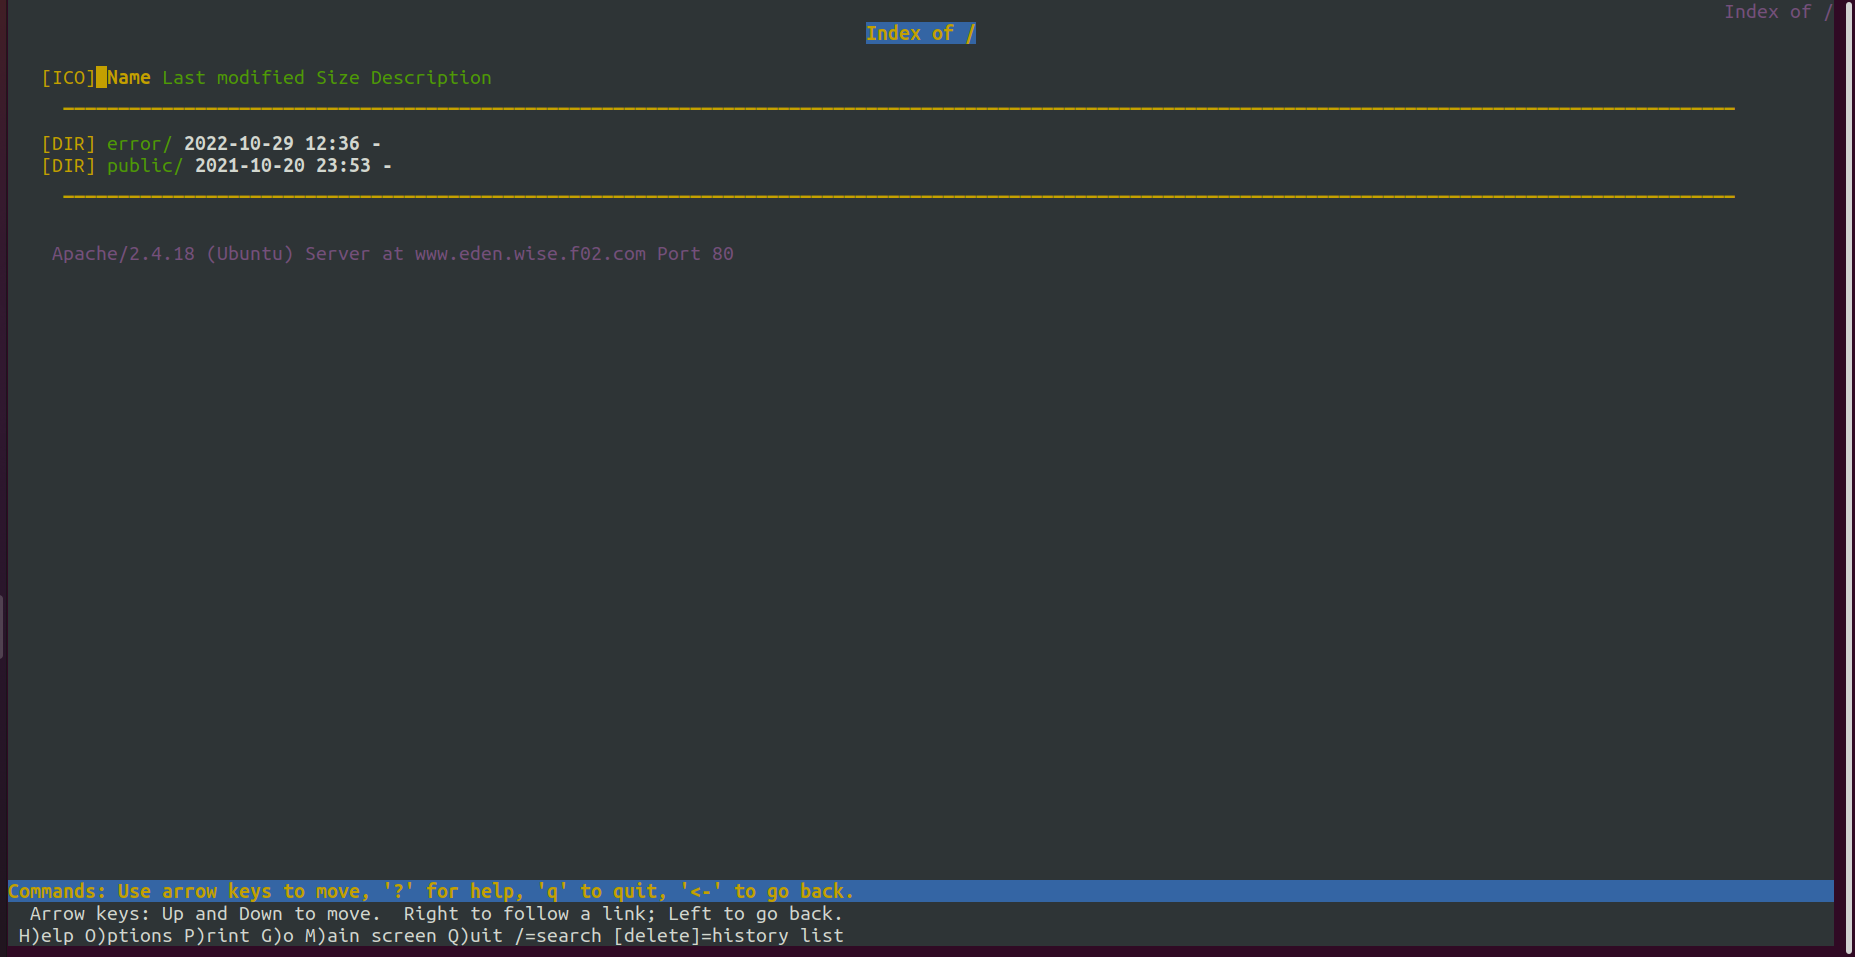 Index of /
Index of /
[ICO] Name Last modified Size Description
[DIR] error/ 2022-10-29 12:36 -
[DIR] public/ 2021-10-20 23:53 -
Apache/2.4.18 (Ubuntu) Server at www.eden.wise.f02.com Port 80
Commands: Use arrow keys to move, '?' for help, 'q' to quit, '<-' to go back.
Arrow keys: Up and Down to move.  Right to follow a link; Left to go back.
H)elp O)ptions P)rint G)o M)ain screen Q)uit /=search [delete]=history list